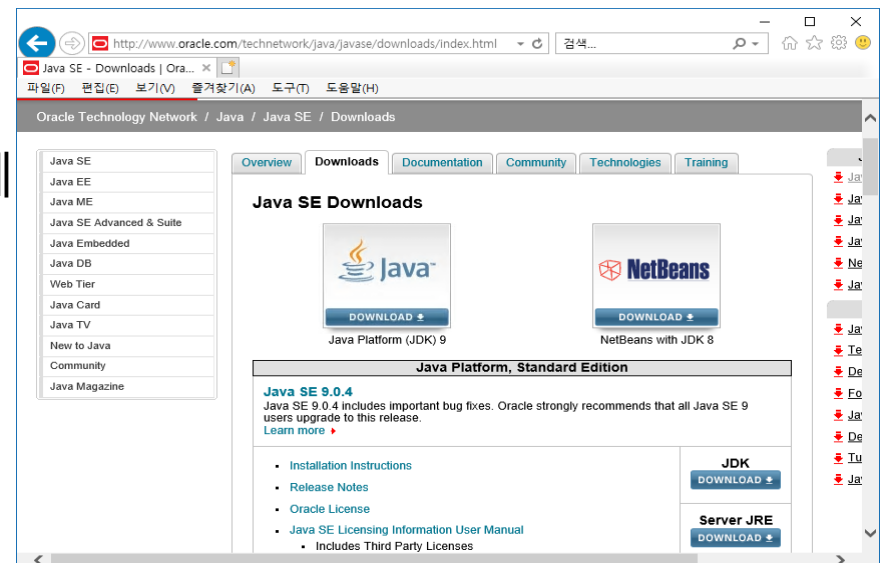 http://www.oracle.com/technetwork/java/javase/downloads/index.html
검색...
Java SE - Downloads | Ora...
파일(F) 편집(E) 보기(V) 즐겨찾기(A) 도구(T) 도움말(H)
Oracle Technology Network / Java / Java SE / Downloads
Java SE
Java EE
Java ME
Java SE Advanced & Suite
Java Embedded
Java DB
Web Tier
Java Card
Java TV
New to Java
Community
Java Magazine
Overview Downloads Documentation Community Technologies Training
Java SE Downloads
Java
DOWNLOAD
Java Platform (JDK) 9
NetBeans
DOWNLOAD
NetBeans with JDK 8
Java Platform, Standard Edition
Java SE 9.0.4
Java SE 9.0.4 includes important bug fixes. Oracle strongly recommends that all Java SE 9
users upgrade to this release.
Learn more
Installation Instructions
Release Notes
Oracle License
Java SE Licensing Information User Manual
Includes Third Party Licenses
JDK
DOWNLOAD
Server JRE
DOWNLOAD